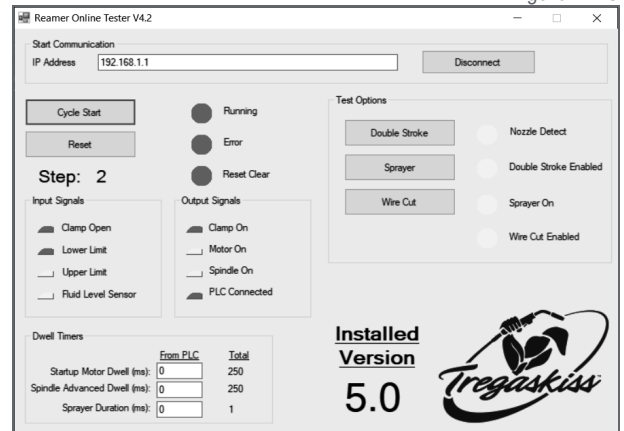 Reamer Online Tester V4.2
Start Communication
IP Address 192.168.1.1 Disconnect
Cycle Start
Reset
Step: 2
Running
Error
Reset Clear
Test Options
Double Stroke Nozzle Detect
Sprayer Double Stroke Enabled
Wire Cut Sprayer On
Wire Cut Enabled
Input Signals
Clamp Open
Lower Limit
Upper Limit
Fluid Level Sensor
Output Signals
Clamp On
Motor On
Spindle On
PLC Connected
Dwell Timers
From PLC Total
Startup Motor Dwell (ms): 0 250
Spindle Advanced Dwell (ms): 0 250
Sprayer Duration (ms): 0 1
Installed
Version
5.0
Tregaskiss